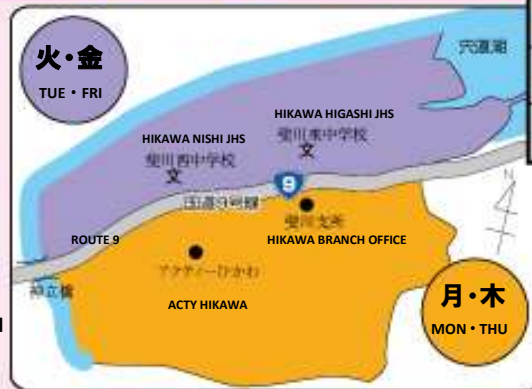 火・金
TUE・FRI
宍道湖
HIKAWA HIGASHI JHS
斐川東中学校
文
HIKAWA NISHI JHS
斐川西中学校
文
9
国道9号線
斐川支所
HIKAWA BRANCH OFFICE
N
ROUTE 9
アクティーひかわ
神立橋
ACTY HIKAWA
月・木
MON・THU